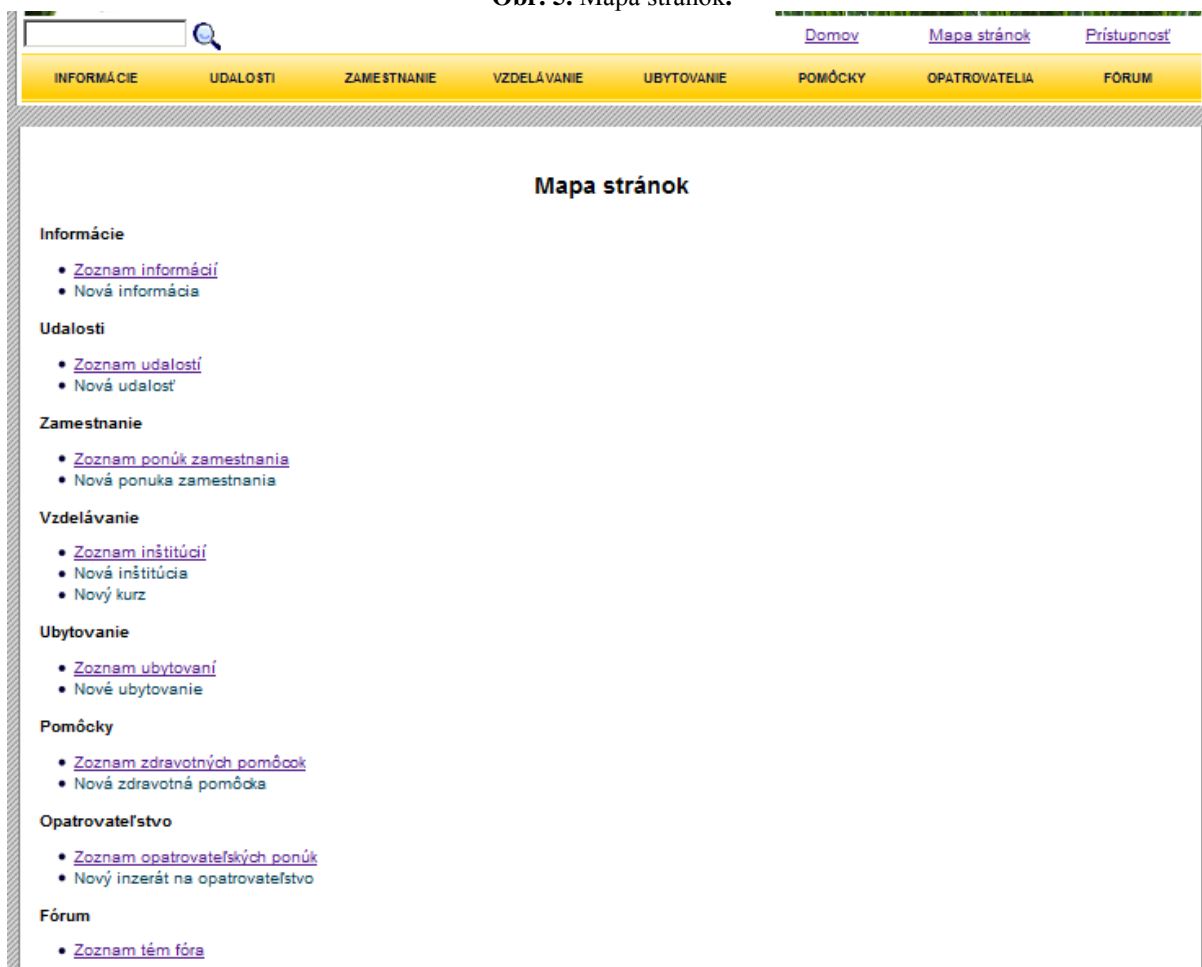 Obr. 3. Mapa stránok.
Domov Mapa stránok Prístupnosť
INFORMÁCIE UDALOSTI ZAMESTNANIE VZDELÁVANIE UBYTOVANIE POMÔCKY OPATROVATELIA FÓRUM
Mapa stránok
Informácie
Zoznam informácií
Nová informácia
Udalosti
Zoznam udalostí
Nová udalosť
Zamestnanie
Zoznam ponúk zamestnania
Nová ponuka zamestnania
Vzdelávanie
Zoznam inštitúcií
Nová inštitúcia
Nový kurz
Ubytovanie
Zoznam ubytovaní
Nové ubytovanie
Pomôcky
Zoznam zdravotných pomôcok
Nová zdravotná pomôcka
Opatrovateľstvo
Zoznam opatrovateľských ponúk
Nový inzerát na opatrovateľstvo
Fórum
Zoznam tém fóra